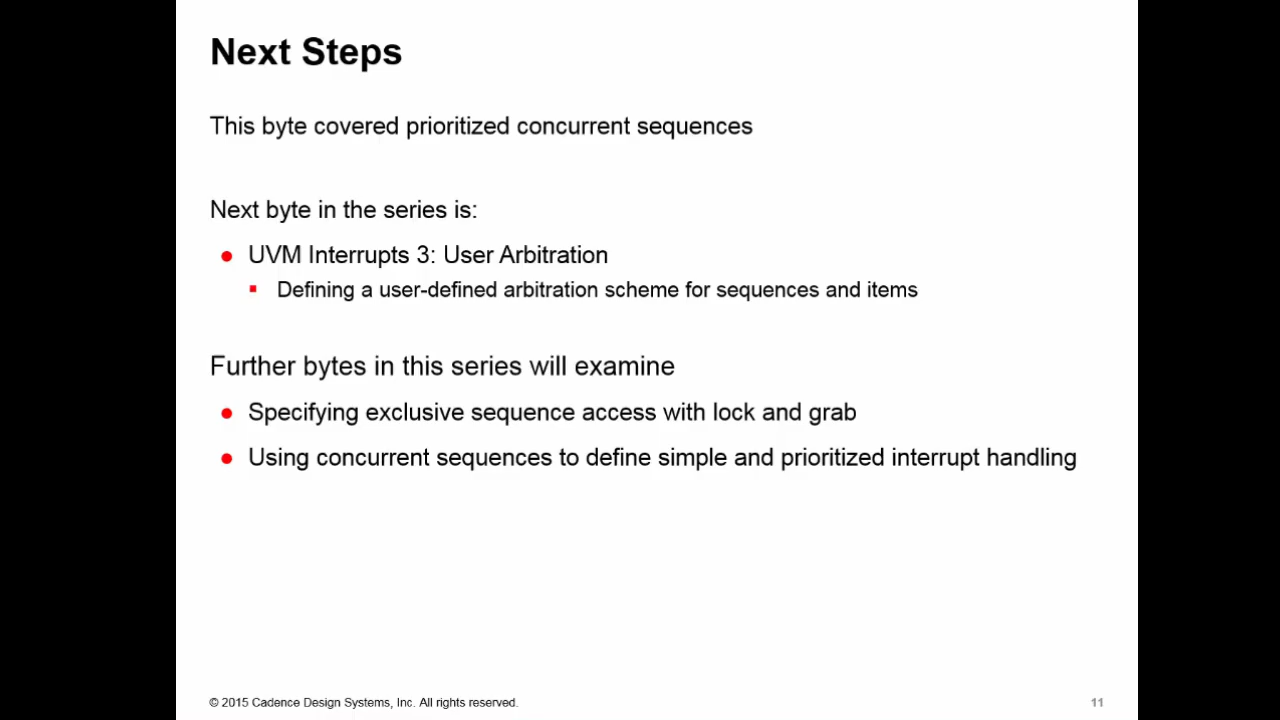 Next Steps
This byte covered prioritized concurrent sequences
Next byte in the series is:
UVM Interrupts 3: User Arbitration
Defining a user-defined arbitration scheme for sequences and items
Further bytes in this series will examine
Specifying exclusive sequence access with lock and grab
Using concurrent sequences to define simple and prioritized interrupt handling
© 2015 Cadence Design Systems, Inc. All rights reserved.
11